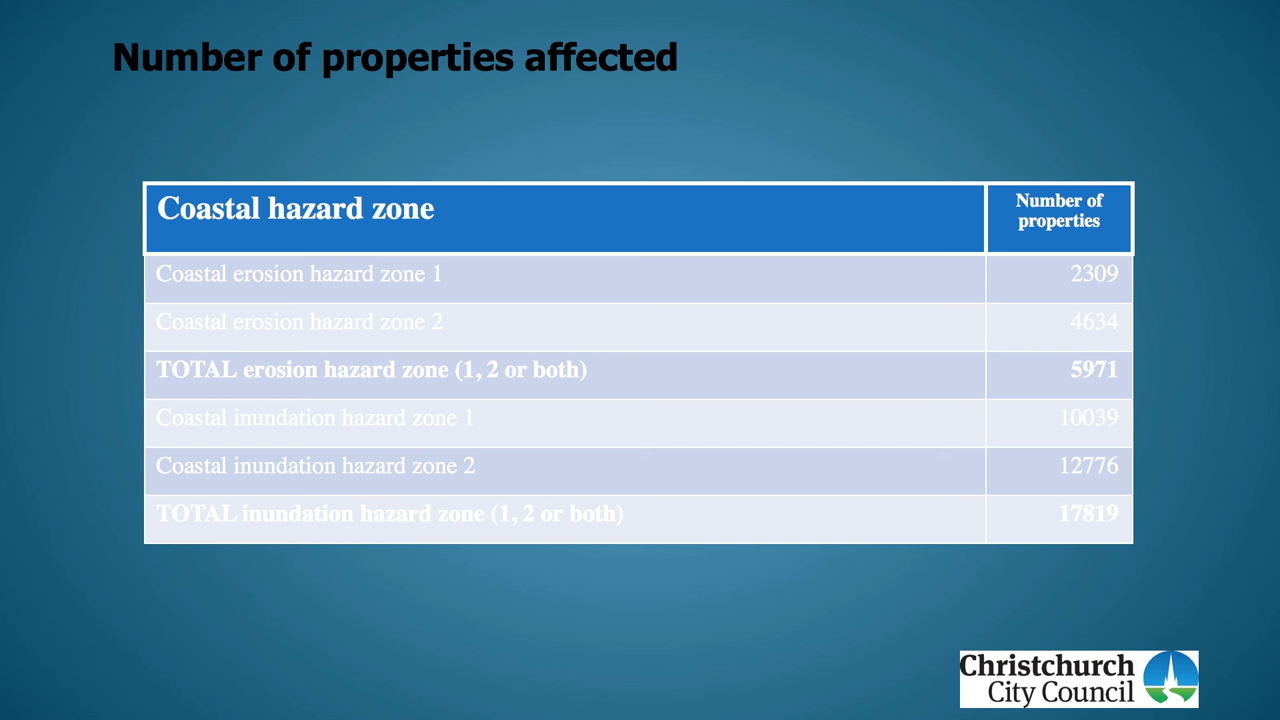 Number of properties affected
Coastal hazard zone
Number of
properties
Coastal erosion hazard zone 1 2309
Coastal erosion hazard zone 2 4634
TOTAL erosion hazard zone (1, 2 or both) 5971
Coastal inundation hazard zone 1 10039
Coastal inundation hazard zone 2 12776
TOTAL inundation hazard zone (1, 2 or both) 17819
Christchurch
City Council